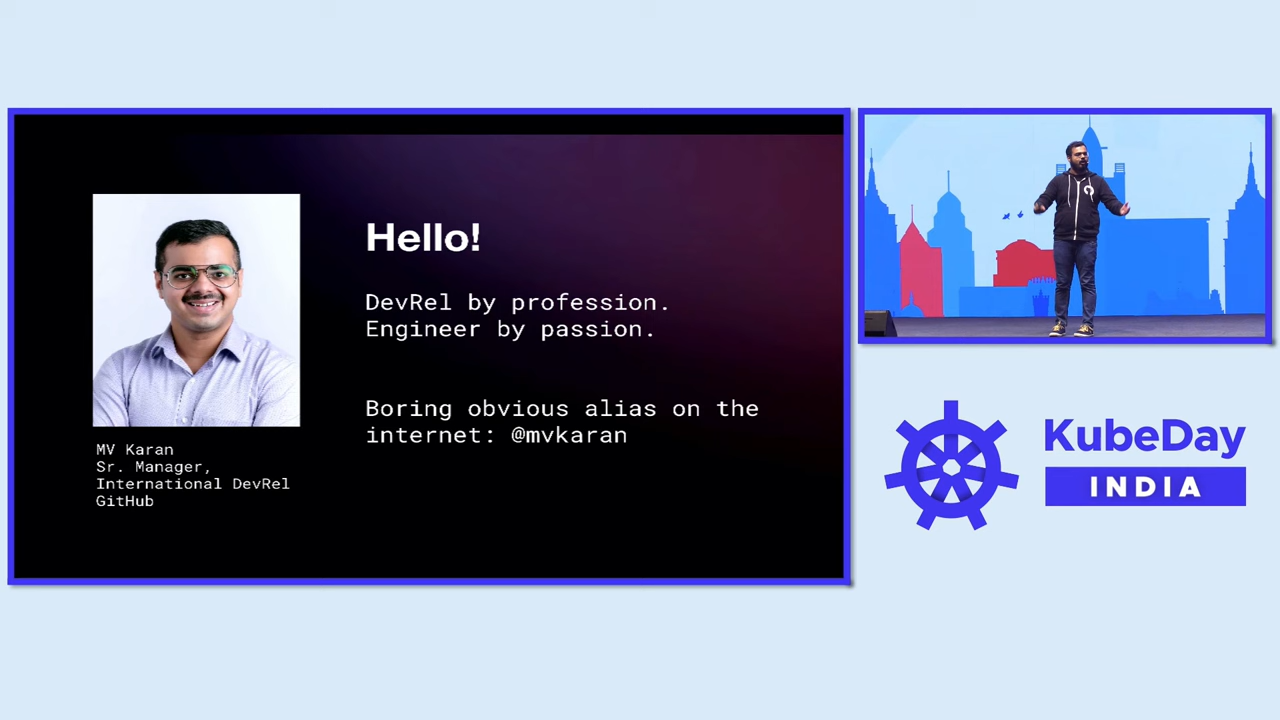 Hello!
DevRel by profession.
Engineer by passion.
Boring obvious alias on the
internet: @mvkaran
MV Karan
Sr. Manager,
International DevRel
GitHub
KubeDay
INDIA